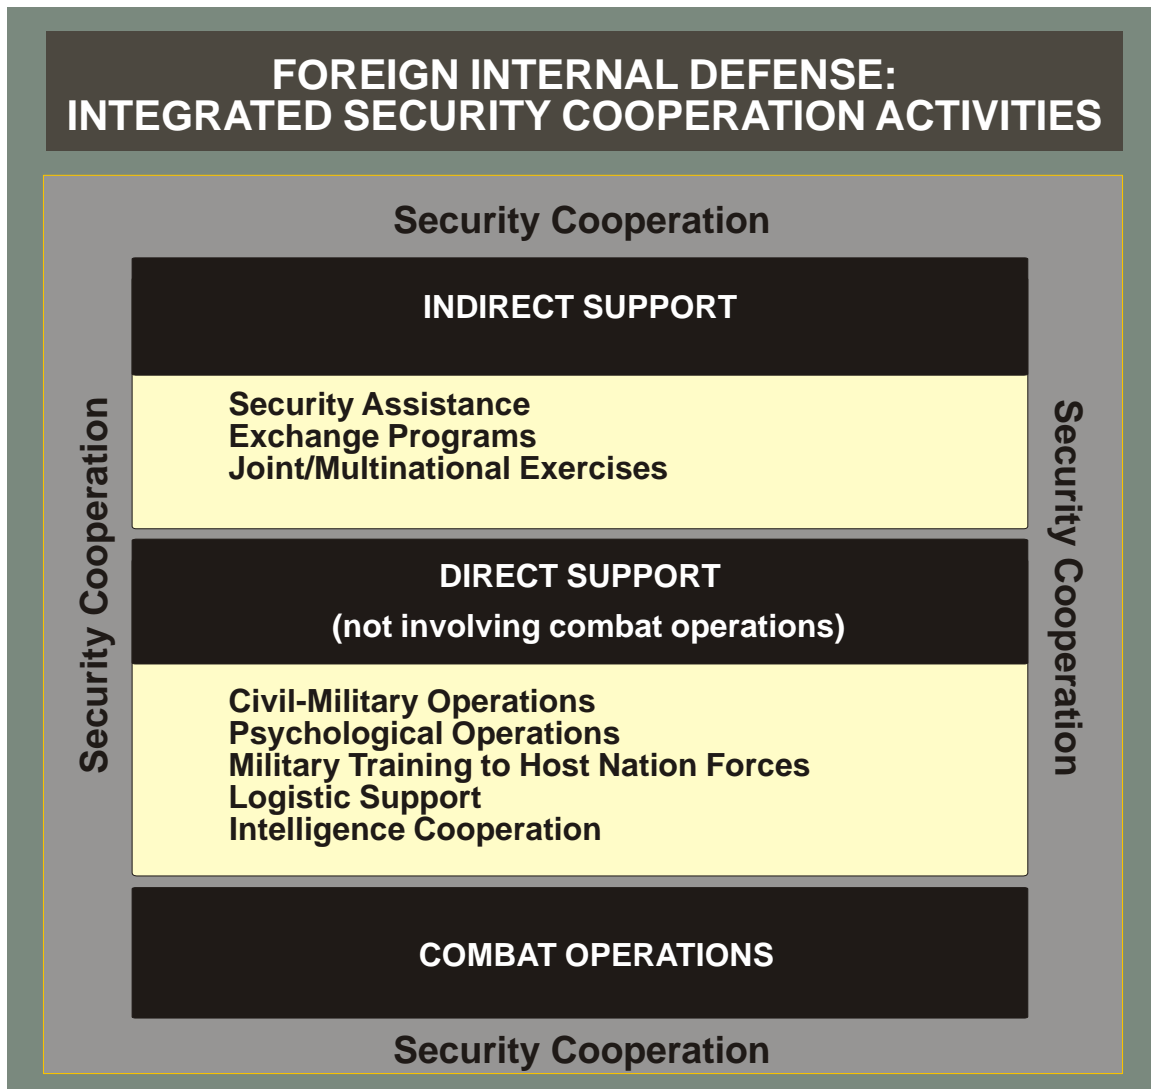 FOREIGN INTERNAL DEFENSE:
INTEGRATED SECURITY COOPERATION ACTIVITIES
Security Cooperation
INDIRECT SUPPORT
Security Assistance
Exchange Programs
Joint/Multinational Exercises
Security Cooperation
Security Cooperation
DIRECT SUPPORT
(not involving combat operations)
Civil-Military Operations
Psychological Operations
Military Training to Host Nation Forces
Logistic Support
Intelligence Cooperation
COMBAT OPERATIONS
Security Cooperation